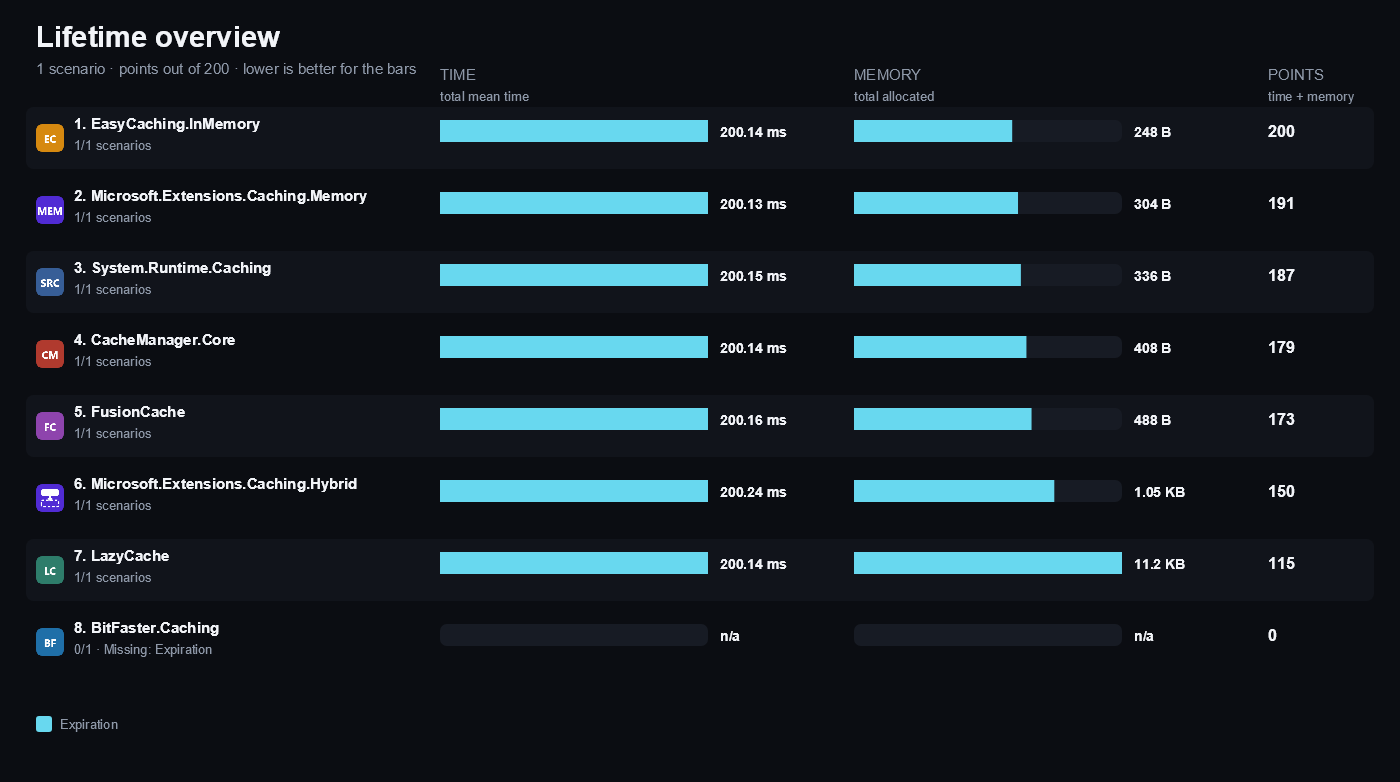 Lifetime overview
1 scenario · points out of 200 · lower is better for the bars
TIME
total mean time
MEMORY
total allocated
POINTS
time + memory
EC
1. EasyCaching.InMemory
1/1 scenarios
200.14 ms
248 B
200
MEM
2. Microsoft.Extensions.Caching.Memory
1/1 scenarios
200.13 ms
304 B
191
SRC
3. System.Runtime.Caching
1/1 scenarios
200.15 ms
336 B
187
CM
4. CacheManager.Core
1/1 scenarios
200.14 ms
408 B
179
FC
5. FusionCache
1/1 scenarios
200.16 ms
488 B
173
6. Microsoft.Extensions.Caching.Hybrid
1/1 scenarios
200.24 ms
1.05 KB
150
LC
7. LazyCache
1/1 scenarios
200.14 ms
11.2 KB
115
BF
8. BitFaster.Caching
0/1 · Missing: Expiration
n/a
n/a
0
Expiration